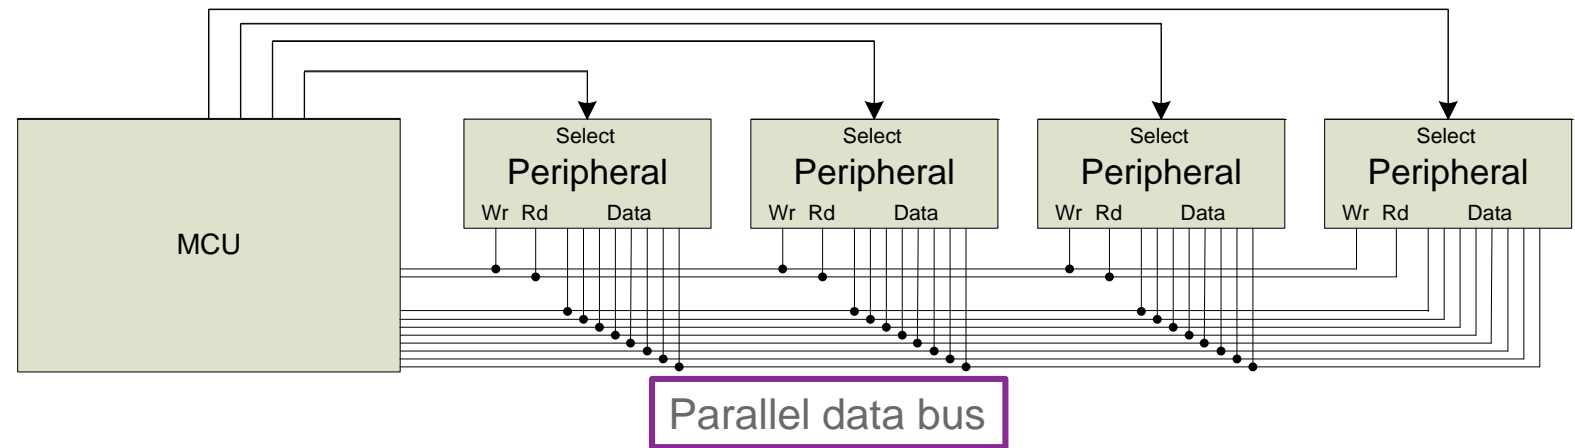 MCU
Select
Peripheral
Wr Rd Data
Select
Peripheral
Wr Rd Data
Select
Peripheral
Wr Rd Data
Select
Peripheral
Wr Rd Data
Parallel data bus